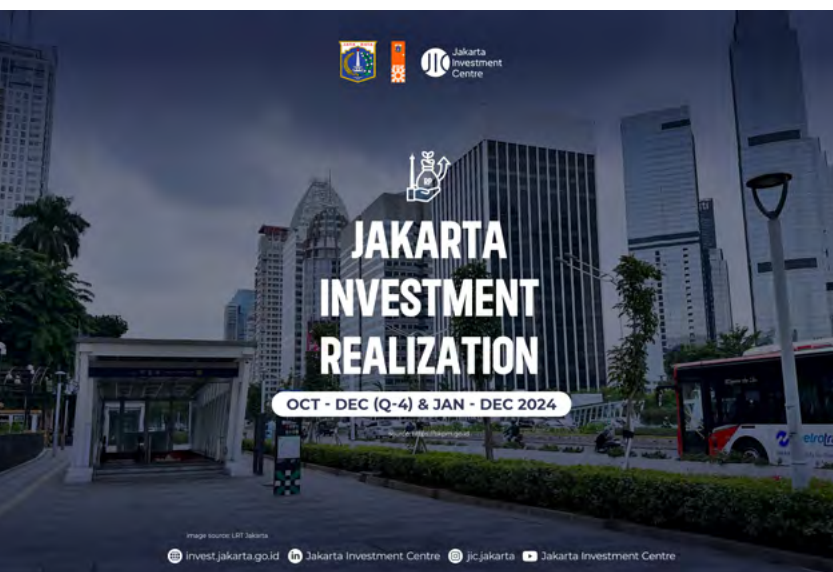 Jakarta
Investment
Centre
JAKARTA
INVESTMENT
REALIZATION
OCT - DEC (Q-4) & JAN - DEC 2024
image source: LRT Jakarta
invest.jakarta.go.id Jakarta Investment Centre jic.jakarta Jakarta Investment Centre